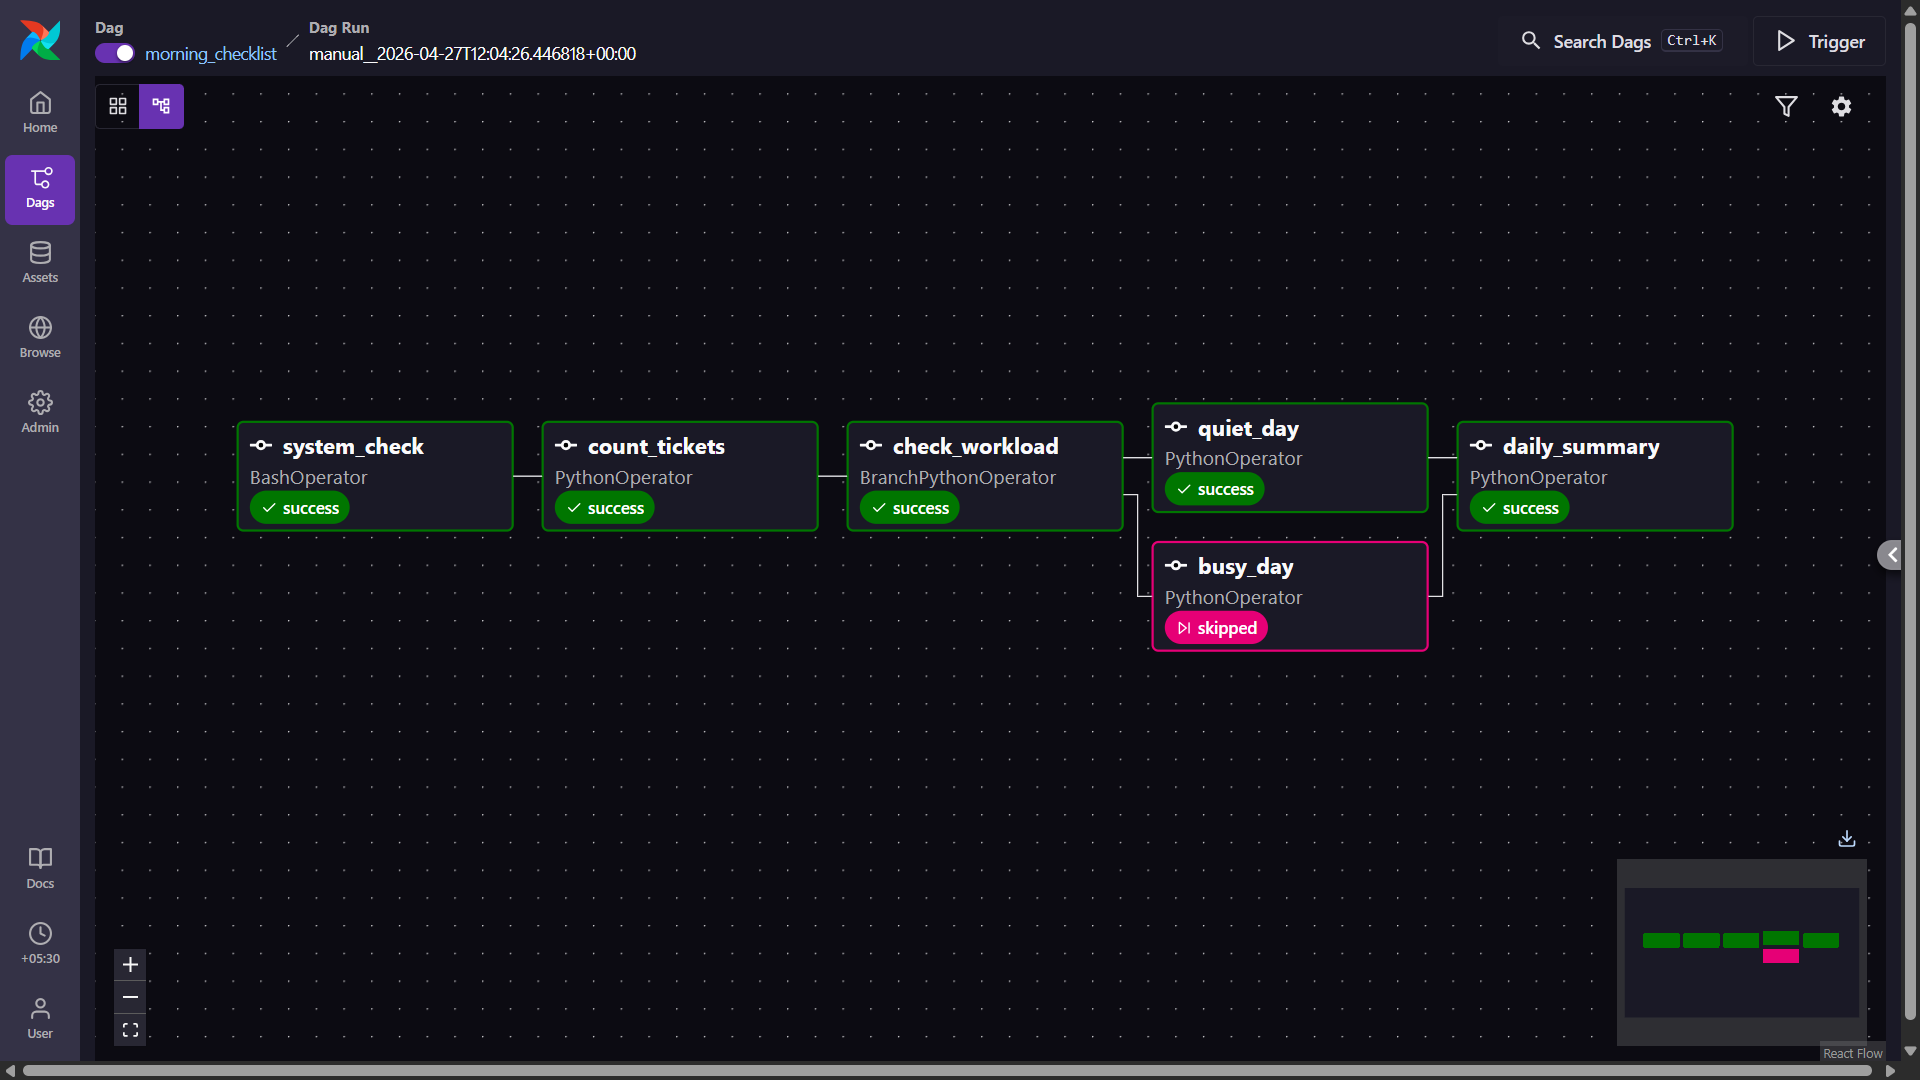 Dag
morning_checklist
Dag Run
manual__2026-04-27T12:04:26.446818+00:00
Search Dags
Ctrl+K
Trigger
Home
Dags
Assets
Browse
Admin
Docs
+05:30
User
system_check
BashOperator
success
count_tickets
PythonOperator
success
check_workload
BranchPythonOperator
success
quiet_day
PythonOperator
success
busy_day
PythonOperator
skipped
daily_summary
PythonOperator
success
React Flow